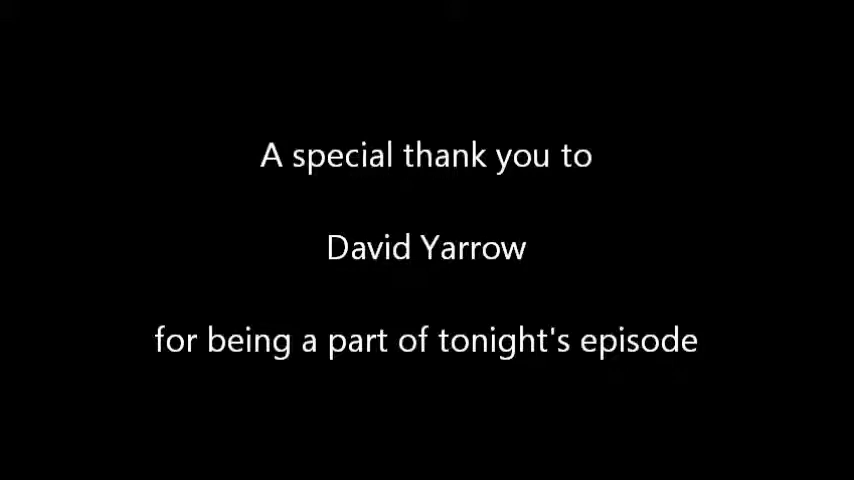 A special thank you to
David Yarrow
for being a part of tonight's episode